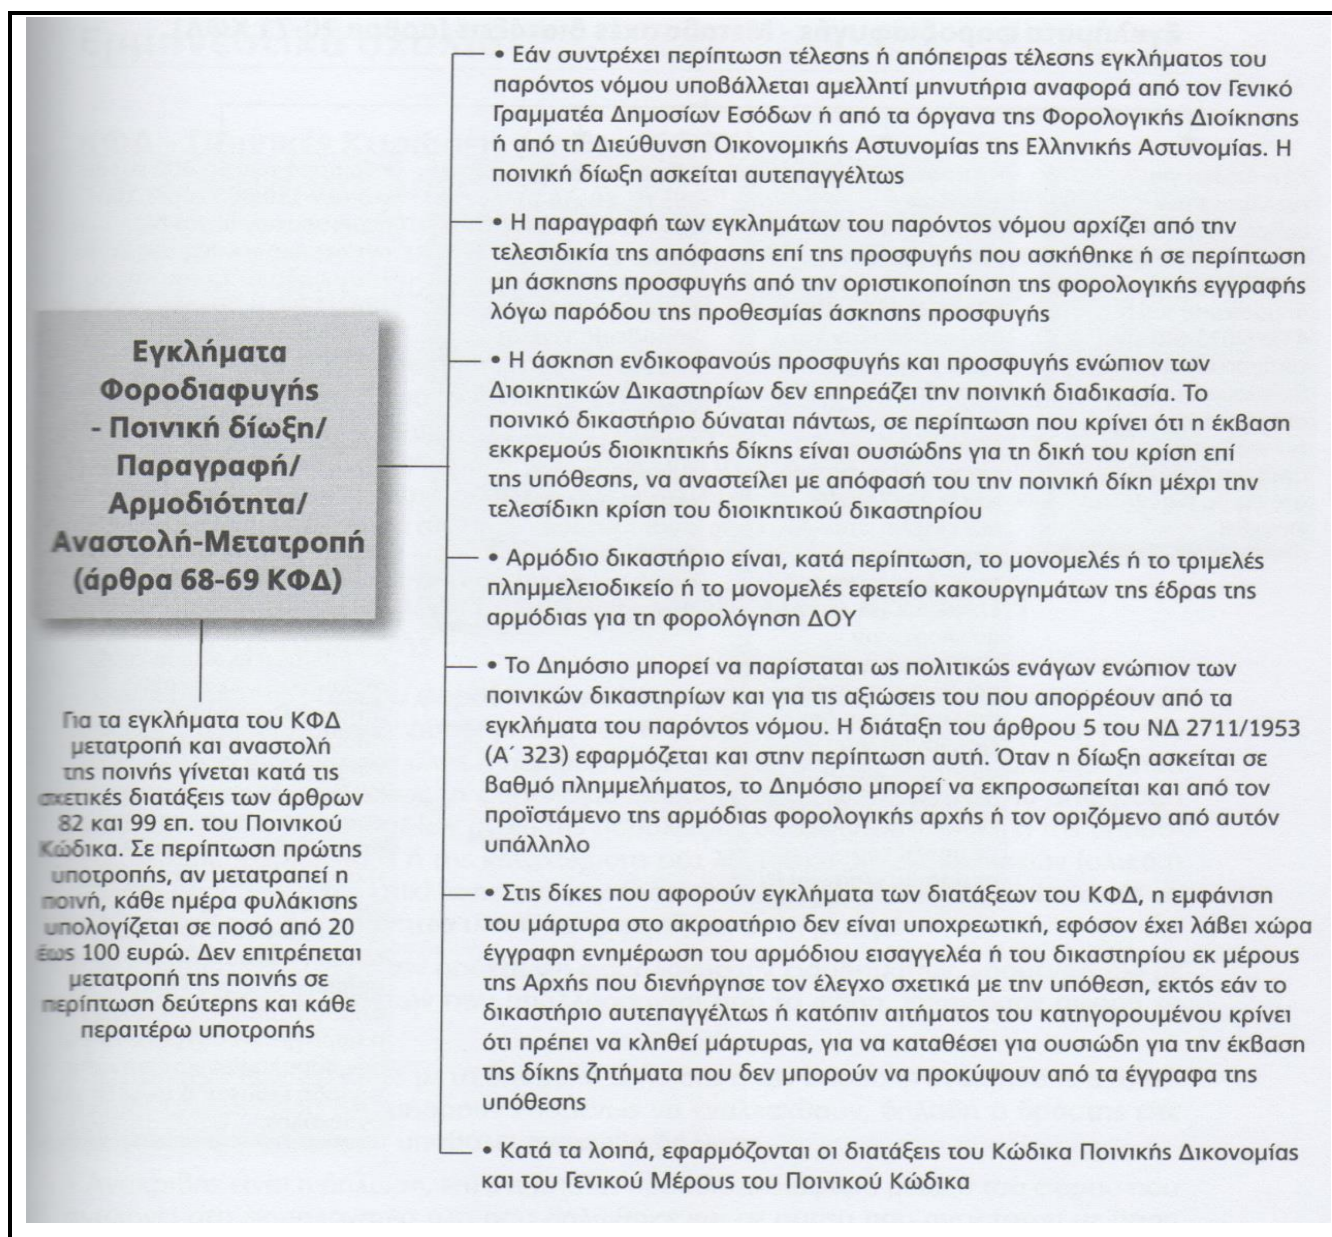 Εγκλήματα
Φοροδιαφυγής
- Ποινική δίωξη/
Παραγραφή/
Αρμοδιότητα/
Αναστολή-Μετατροπή
(άρθρα 68-69 ΚΦΔ)
Για τα εγκλήματα του ΚΦΔ
μετατροπή και αναστολή
της ποινής γίνεται κατά τις
σχετικές διατάξεις των άρθρων
82 και 99 επ. του Ποινικού
Κώδικα. Σε περίπτωση πρώτης
υποτροπής, αν μετατραπεί η
ποινή, κάθε ημέρα φυλάκισης
υπολογίζεται σε ποσό από 20
έως 100 ευρώ. Δεν επιτρέπεται
μετατροπή της ποινής σε
περίπτωση δεύτερης και κάθε
περαιτέρω υποτροπής
• Εάν συντρέχει περίπτωση τέλεσης ή απόπειρας τέλεσης εγκλήματος του
παρόντος νόμου υποβάλλεται αμελλητί μηνυτήρια αναφορά από τον Γενικό
Γραμματέα Δημοσίων Εσόδων ή από τα όργανα της Φορολογικής Διοίκησης
ή από τη Διεύθυνση Οικονομικής Αστυνομίας της Ελληνικής Αστυνομίας. Η
ποινική δίωξη ασκείται αυτεπαγγέλτως
• Η παραγραφή των εγκλημάτων του παρόντος νόμου αρχίζει από την
τελεσιδικία της απόφασης επί της προσφυγής που ασκήθηκε ή σε περίπτωση
μη άσκησης προσφυγής από την οριστικοποίηση της φορολογικής εγγραφής
λόγω παρόδου της προθεσμίας άσκησης προσφυγής
• Η άσκηση ενδικοφανούς προσφυγής και προσφυγής ενώπιον των
Διοικητικών Δικαστηρίων δεν επηρεάζει την ποινική διαδικασία. Το
ποινικό δικαστήριο δύναται πάντως, σε περίπτωση που κρίνει ότι η έκβαση
εκκρεμούς διοικητικής δίκης είναι ουσιώδης για τη δική του κρίση επί
της υπόθεσης, να αναστείλει με απόφασή του την ποινική δίκη μέχρι την
τελεσίδικη κρίση του διοικητικού δικαστηρίου
• Αρμόδιο δικαστήριο είναι, κατά περίπτωση, το μονομελές ή το τριμελές
πλημμελειοδικείο ή το μονομελές εφετείο κακουργημάτων της έδρας της
αρμόδιας για τη φορολόγηση ΔΟΥ
• Το Δημόσιο μπορεί να παρίσταται ως πολιτικώς ενάγων ενώπιον των
ποινικών δικαστηρίων και για τις αξιώσεις του που απορρέουν από τα
εγκλήματα του παρόντος νόμου. Η διάταξη του άρθρου 5 του ΝΔ 2711/1953
(Α΄ 323) εφαρμόζεται και στην περίπτωση αυτή. Όταν η δίωξη ασκείται σε
βαθμό πλημμελήματος, το Δημόσιο μπορεί να εκπροσωπείται και από τον
προϊστάμενο της αρμόδιας φορολογικής αρχής ή τον οριζόμενο από αυτόν
υπάλληλο
• Στις δίκες που αφορούν εγκλήματα των διατάξεων του ΚΦΔ, η εμφάνιση
του μάρτυρα στο ακροατήριο δεν είναι υποχρεωτική, εφόσον έχει λάβει χώρα
έγγραφη ενημέρωση του αρμόδιου εισαγγελέα ή του δικαστηρίου εκ μέρους
της Αρχής που διενήργησε τον έλεγχο σχετικά με την υπόθεση, εκτός εάν το
δικαστήριο αυτεπαγγέλτως ή κατόπιν αιτήματος του κατηγορουμένου κρίνει
ότι πρέπει να κληθεί μάρτυρας, για να καταθέσει για ουσιώδη για την έκβαση
της δίκης ζητήματα που δεν μπορούν να προκύψουν από τα έγγραφα της
υπόθεσης
• Κατά τα λοιπά, εφαρμόζονται οι διατάξεις του Κώδικα Ποινικής Δικονομίας
και του Γενικού Μέρους του Ποινικού Κώδικα